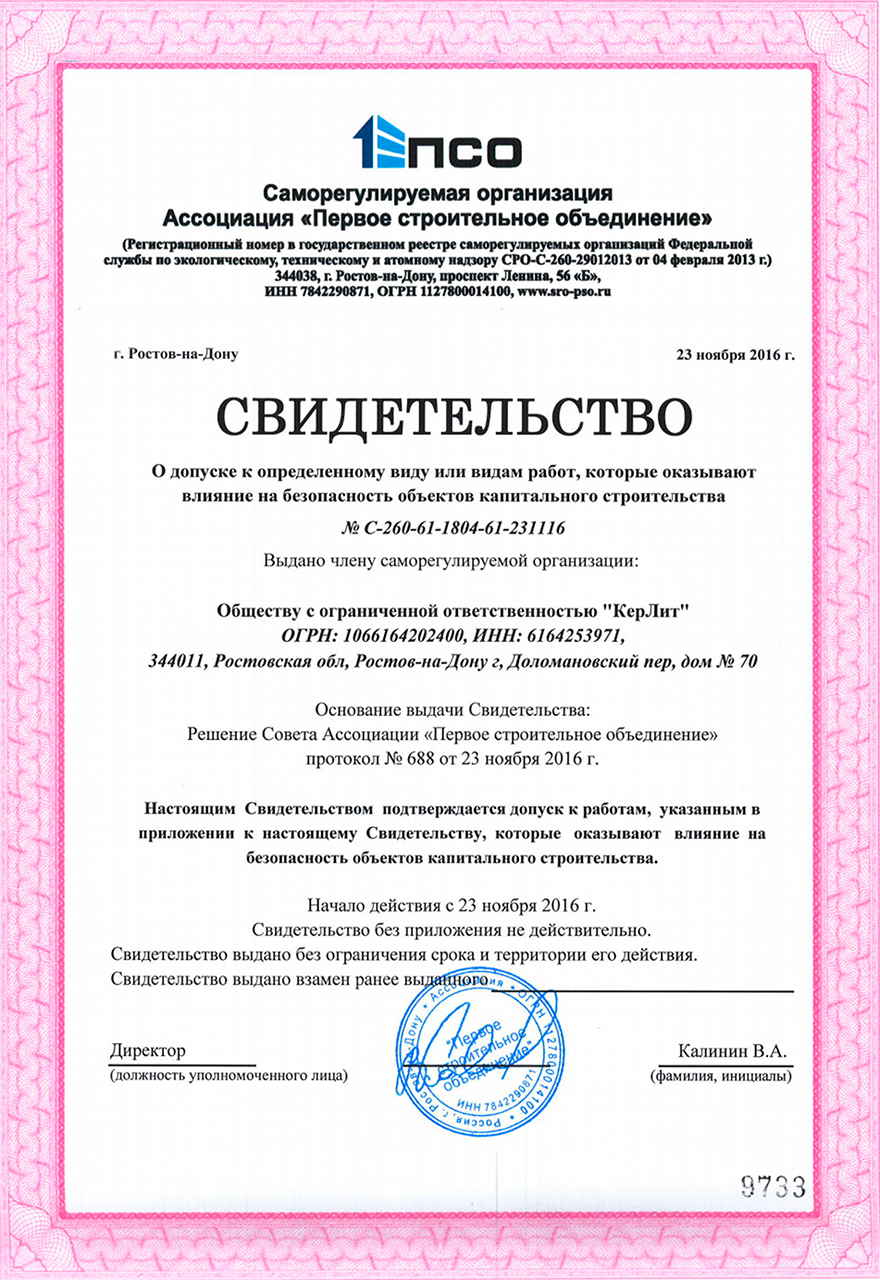 1ПСО
Саморегулируемая организация
Ассоциация «Первое строительное объединение»
(Регистрационный номер в государственном реестре саморегулируемых организаций Федеральной
службы по экологическому, техническому и атомному надзору СРО-С-260-29012013 от 04 февраля 2013 г.)
344038, г. Ростов-на-Дону, проспект Ленина, 56 «Б»,
ИНН 7842290871, ОГРН 1127800014100, www.sro-pso.ru
г. Ростов-на-Дону 23 ноября 2016 г.
СВИДЕТЕЛЬСТВО
О допуске к определенному виду или видам работ, которые оказывают
влияние на безопасность объектов капитального строительства
№ С-260-61-1804-61-231116
Выдано члену саморегулируемой организации:
Обществу с ограниченной ответственностью "КерЛит"
ОГРН: 1066164202400, ИНН: 6164253971,
344011, Ростовская обл, Ростов-на-Дону г, Доломановский пер, дом № 70
Основание выдачи Свидетельства:
Решение Совета Ассоциации «Первое строительное объединение»
протокол № 688 от 23 ноября 2016 г.
Настоящим Свидетельством подтверждается допуск к работам, указанным в
приложении к настоящему Свидетельству, которые оказывают влияние на
безопасность объектов капитального строительства.
Начало действия с 23 ноября 2016 г.
Свидетельство без приложения не действительно.
Свидетельство выдано без ограничения срока и территории его действия.
Свидетельство выдано взамен ранее выданного
Директор Калинин В.А.
(должность уполномоченного лица) (фамилия, инициалы)
Ассоциация • ОГРН 1127800014100 • Россия, г. Ростов-на-Дону •
"Первое
строительное
объединение"
ИНН 7842290871
9733